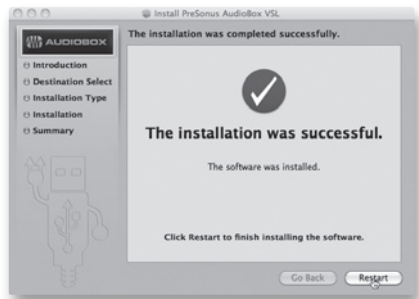 Install PreSonus AudioBox VSL
AUDIOBOX
The installation was completed successfully.
Introduction
Destination Select
Installation Type
Installation
Summary
The installation was successful.
The software was installed.
Click Restart to finish installing the software.
Go Back
Restart